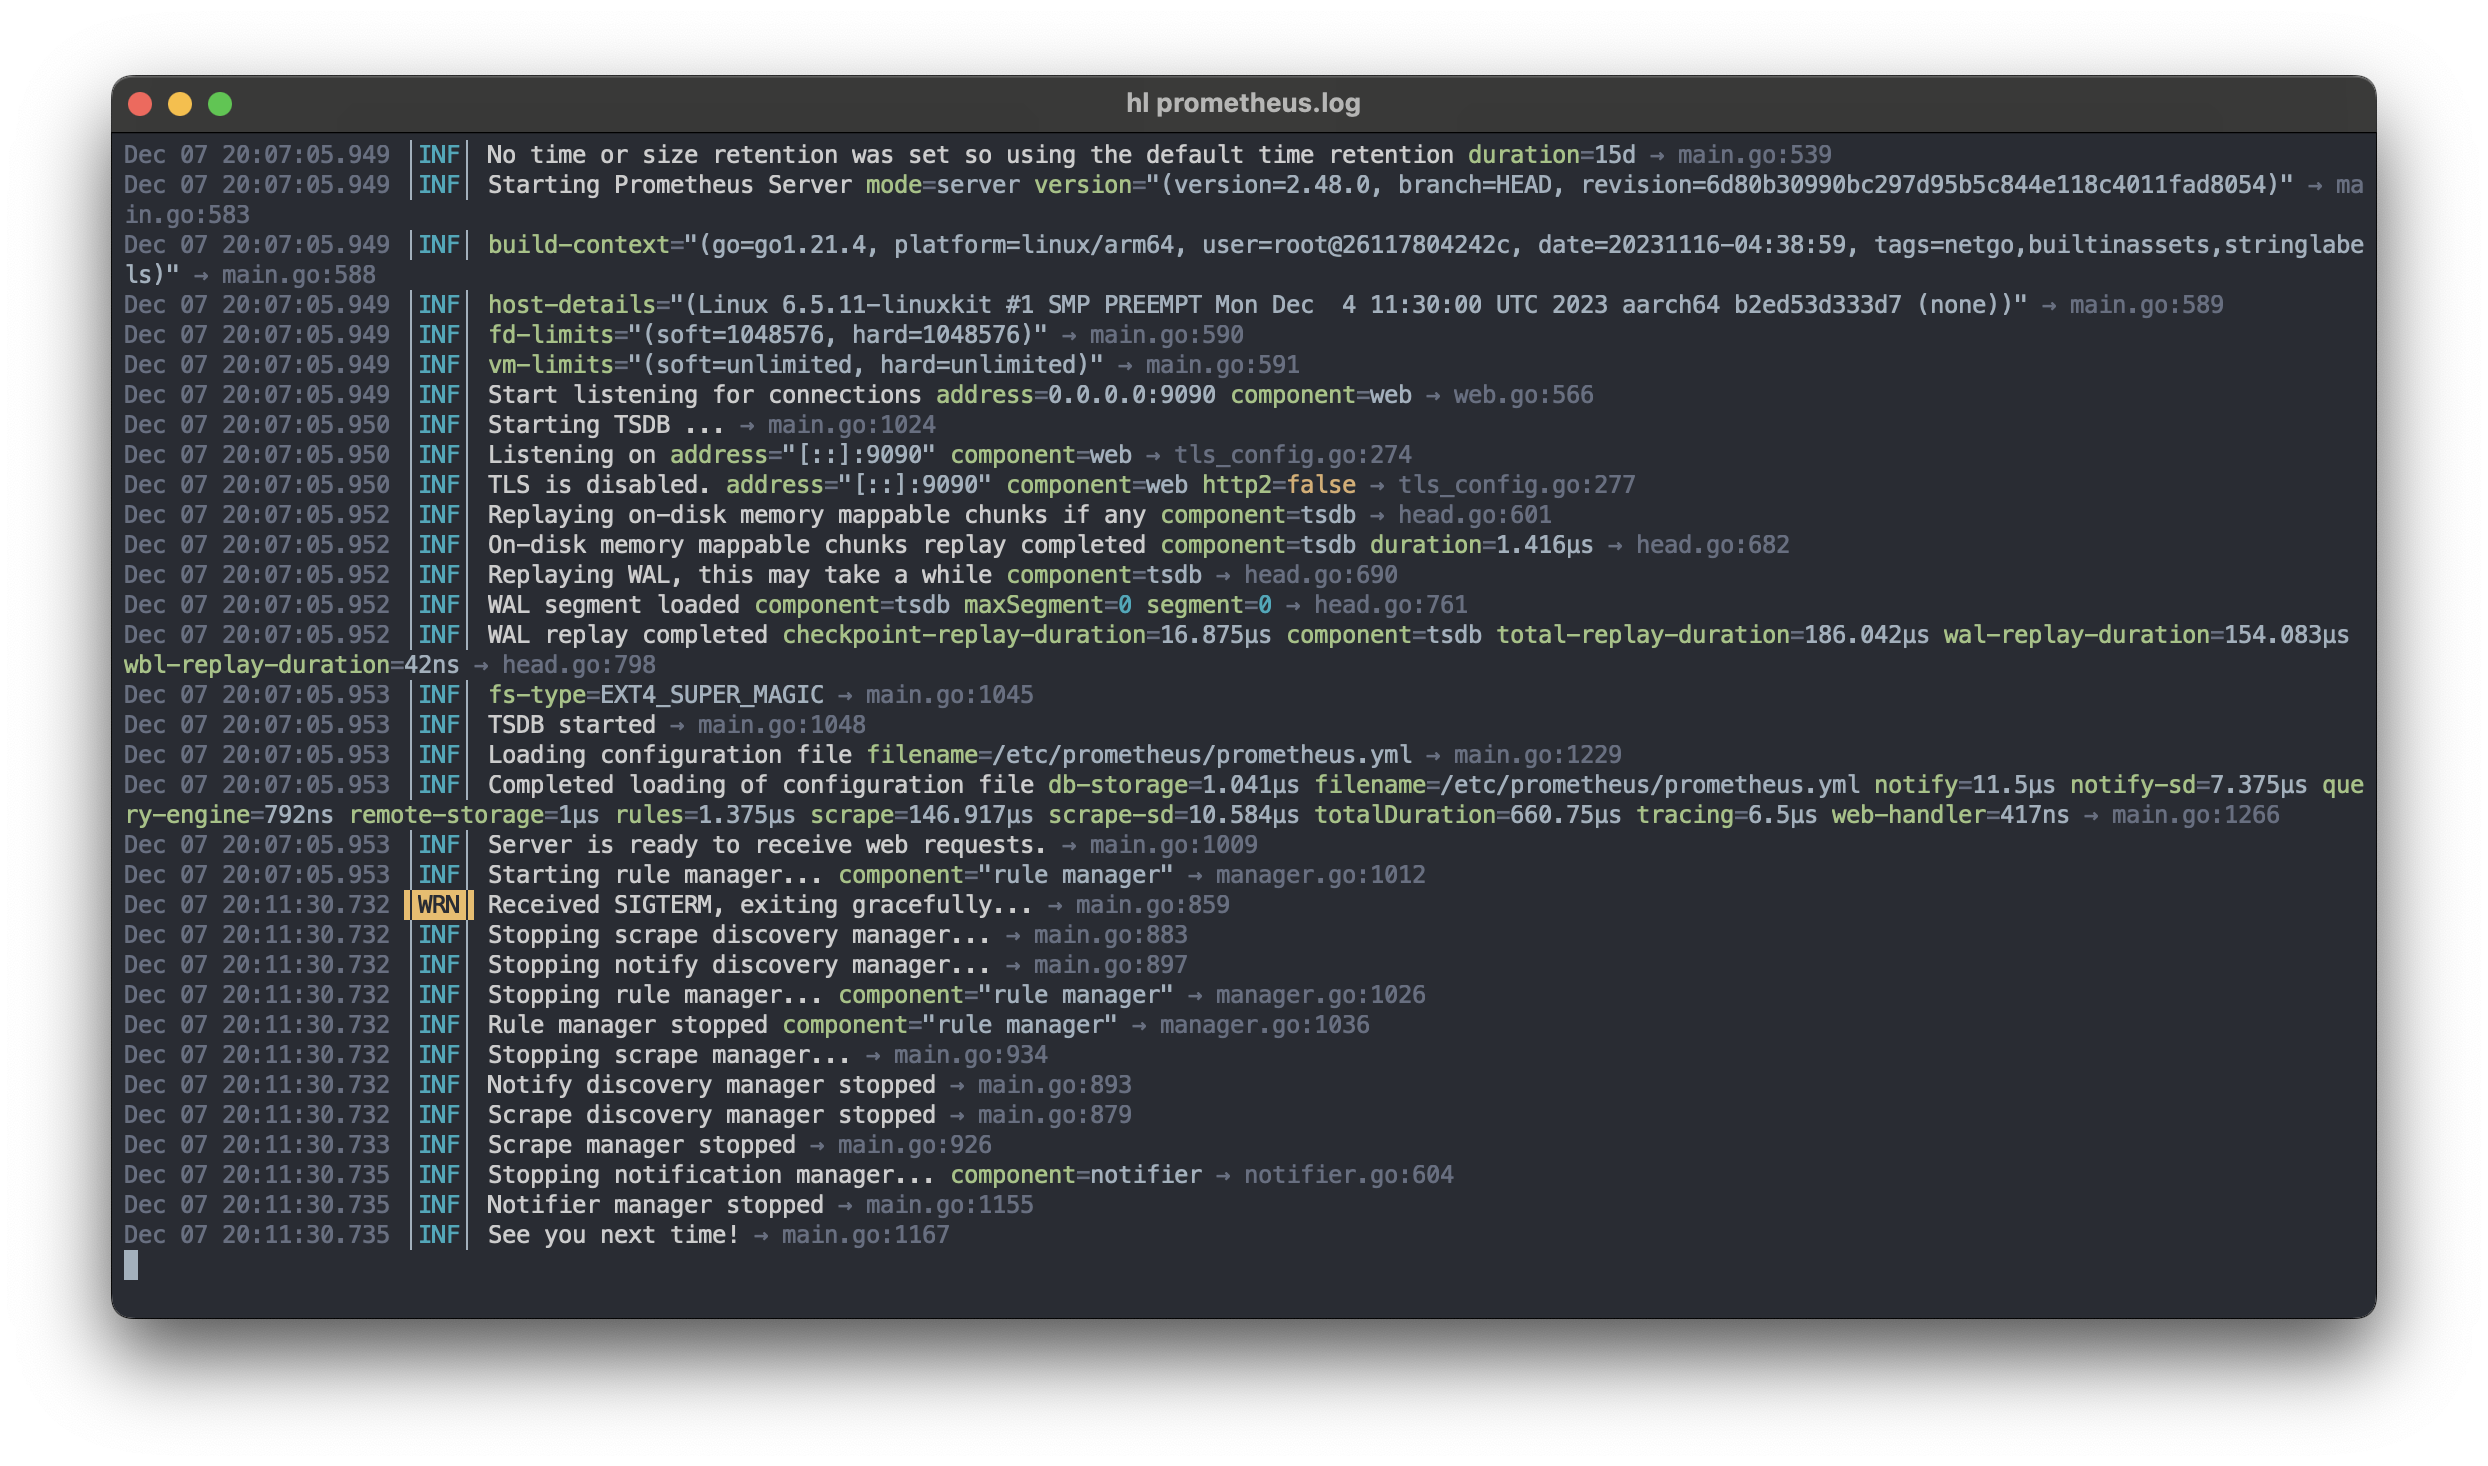 hl prometheus.log
Dec 07 20:07:05.949 |INF| No time or size retention was set so using the default time retention duration=15d → main.go:539
Dec 07 20:07:05.949 |INF| Starting Prometheus Server mode=server version="(version=2.48.0, branch=HEAD, revision=6d80b30990bc297d95b5c844e118c4011fad8054)" → ma
in.go:583
Dec 07 20:07:05.949 |INF| build-context="(go=go1.21.4, platform=linux/arm64, user=root@26117804242c, date=20231116-04:38:59, tags=netgo,builtinassets,stringlabe
ls)" → main.go:588
Dec 07 20:07:05.949 |INF| host-details="(Linux 6.5.11-linuxkit #1 SMP PREEMPT Mon Dec  4 11:30:00 UTC 2023 aarch64 b2ed53d333d7 (none))" → main.go:589
Dec 07 20:07:05.949 |INF| fd-limits="(soft=1048576, hard=1048576)" → main.go:590
Dec 07 20:07:05.949 |INF| vm-limits="(soft=unlimited, hard=unlimited)" → main.go:591
Dec 07 20:07:05.949 |INF| Start listening for connections address=0.0.0.0:9090 component=web → web.go:566
Dec 07 20:07:05.950 |INF| Starting TSDB ... → main.go:1024
Dec 07 20:07:05.950 |INF| Listening on address="[::]:9090" component=web → tls_config.go:274
Dec 07 20:07:05.950 |INF| TLS is disabled. address="[::]:9090" component=web http2=false → tls_config.go:277
Dec 07 20:07:05.952 |INF| Replaying on-disk memory mappable chunks if any component=tsdb → head.go:601
Dec 07 20:07:05.952 |INF| On-disk memory mappable chunks replay completed component=tsdb duration=1.416µs → head.go:682
Dec 07 20:07:05.952 |INF| Replaying WAL, this may take a while component=tsdb → head.go:690
Dec 07 20:07:05.952 |INF| WAL segment loaded component=tsdb maxSegment=0 segment=0 → head.go:761
Dec 07 20:07:05.952 |INF| WAL replay completed checkpoint-replay-duration=16.875µs component=tsdb total-replay-duration=186.042µs wal-replay-duration=154.083µs
wbl-replay-duration=42ns → head.go:798
Dec 07 20:07:05.953 |INF| fs-type=EXT4_SUPER_MAGIC → main.go:1045
Dec 07 20:07:05.953 |INF| TSDB started → main.go:1048
Dec 07 20:07:05.953 |INF| Loading configuration file filename=/etc/prometheus/prometheus.yml → main.go:1229
Dec 07 20:07:05.953 |INF| Completed loading of configuration file db-storage=1.041µs filename=/etc/prometheus/prometheus.yml notify=11.5µs notify-sd=7.375µs que
ry-engine=792ns remote-storage=1µs rules=1.375µs scrape=146.917µs scrape-sd=10.584µs totalDuration=660.75µs tracing=6.5µs web-handler=417ns → main.go:1266
Dec 07 20:07:05.953 |INF| Server is ready to receive web requests. → main.go:1009
Dec 07 20:07:05.953 |INF| Starting rule manager... component="rule manager" → manager.go:1012
Dec 07 20:11:30.732 |WRN| Received SIGTERM, exiting gracefully... → main.go:859
Dec 07 20:11:30.732 |INF| Stopping scrape discovery manager... → main.go:883
Dec 07 20:11:30.732 |INF| Stopping notify discovery manager... → main.go:897
Dec 07 20:11:30.732 |INF| Stopping rule manager... component="rule manager" → manager.go:1026
Dec 07 20:11:30.732 |INF| Rule manager stopped component="rule manager" → manager.go:1036
Dec 07 20:11:30.732 |INF| Stopping scrape manager... → main.go:934
Dec 07 20:11:30.732 |INF| Notify discovery manager stopped → main.go:893
Dec 07 20:11:30.732 |INF| Scrape discovery manager stopped → main.go:879
Dec 07 20:11:30.733 |INF| Scrape manager stopped → main.go:926
Dec 07 20:11:30.735 |INF| Stopping notification manager... component=notifier → notifier.go:604
Dec 07 20:11:30.735 |INF| Notifier manager stopped → main.go:1155
Dec 07 20:11:30.735 |INF| See you next time! → main.go:1167